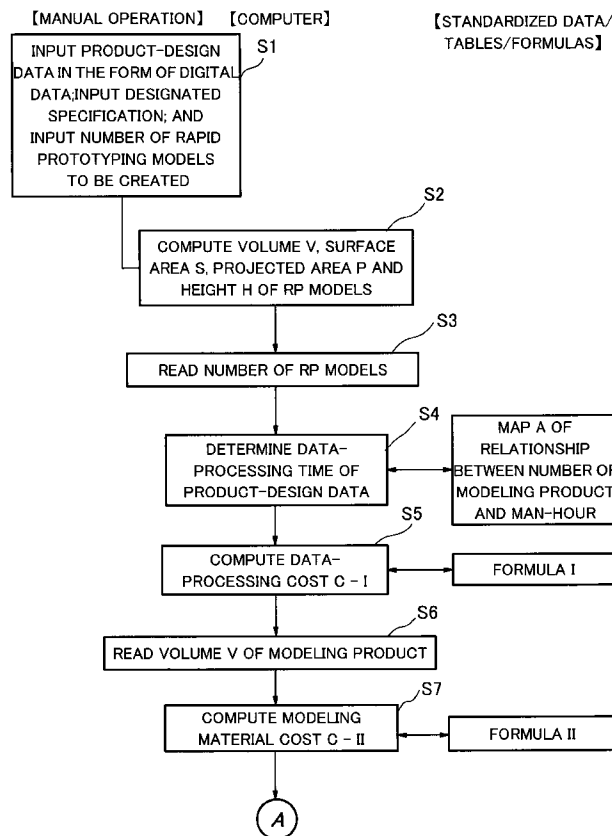 【MANUAL OPERATION】 【COMPUTER】 【STANDARDIZED DATA/
TABLES/FORMULAS】
S1
INPUT PRODUCT-DESIGN
DATA IN THE FORM OF DIGITAL
DATA;INPUT DESIGNATED
SPECIFICATION; AND
INPUT NUMBER OF RAPID
PROTOTYPING MODELS
TO BE CREATED
S2
COMPUTE VOLUME V, SURFACE
AREA S, PROJECTED AREA P AND
HEIGHT H OF RP MODELS
S3
READ NUMBER OF RP MODELS
S4
DETERMINE DATA-
PROCESSING TIME OF
PRODUCT-DESIGN DATA
MAP A OF
RELATIONSHIP
BETWEEN NUMBER OF
MODELING PRODUCT
AND MAN-HOUR
S5
COMPUTE DATA-
PROCESSING COST C - I
FORMULA I
S6
READ VOLUME V OF MODELING PRODUCT
S7
COMPUTE MODELING
MATERIAL COST C - II
FORMULA II
A